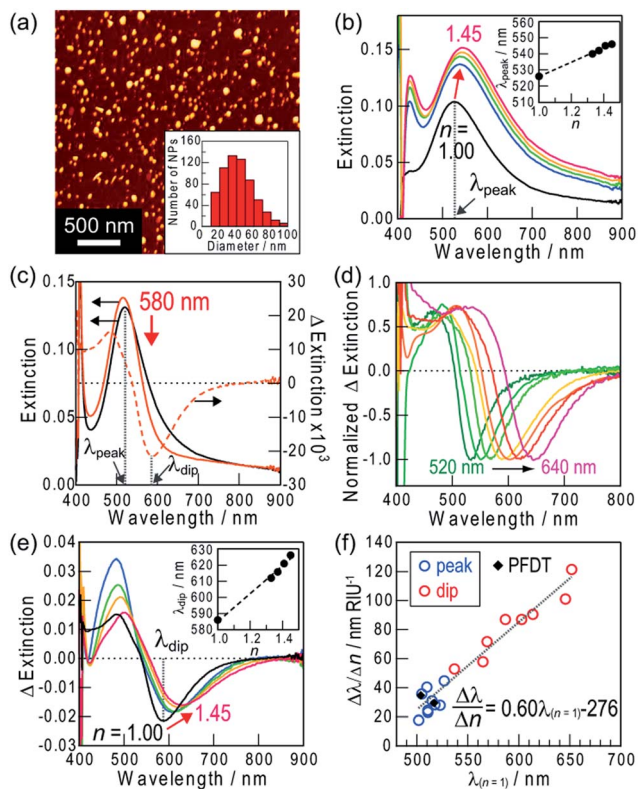 (a)
500 nm
Number of NPs
160
120
80
40
0
0 20 40 60 80 100
Diameter / nm
(b)
Extinction
0.15
0.10
0.05
0.00
1.45
n =
1.00
λpeak
400 500 600 700 800 900
Wavelength / nm
λpeak / nm
560
550
540
530
520
510
1.0 1.2 1.4
n
(c)
Extinction
0.15
0.10
0.05
0.00
580 nm
λpeak
λdip
30
20
10
0
-10
-20
-30
Δ Extinction x10³
400 500 600 700 800 900
Wavelength / nm
(d)
Normalized Δ Extinction
1.0
0.5
0.0
-0.5
-1.0
520 nm
640 nm
400 500 600 700 800
Wavelength / nm
(e)
Δ Extinction
0.04
0.03
0.02
0.01
0.00
-0.01
-0.02
-0.03
λdip
n = 1.00
1.45
400 500 600 700 800 900
Wavelength / nm
λdip / nm
630
620
610
600
590
580
1.0 1.2 1.4
n
(f)
Δλ/Δn / nm RIU⁻¹
140
120
100
80
60
40
20
0
peak
dip
PFDT
Δλ/Δn = 0.60λ(n=1)-276
500 550 600 650 700
λ(n=1) / nm